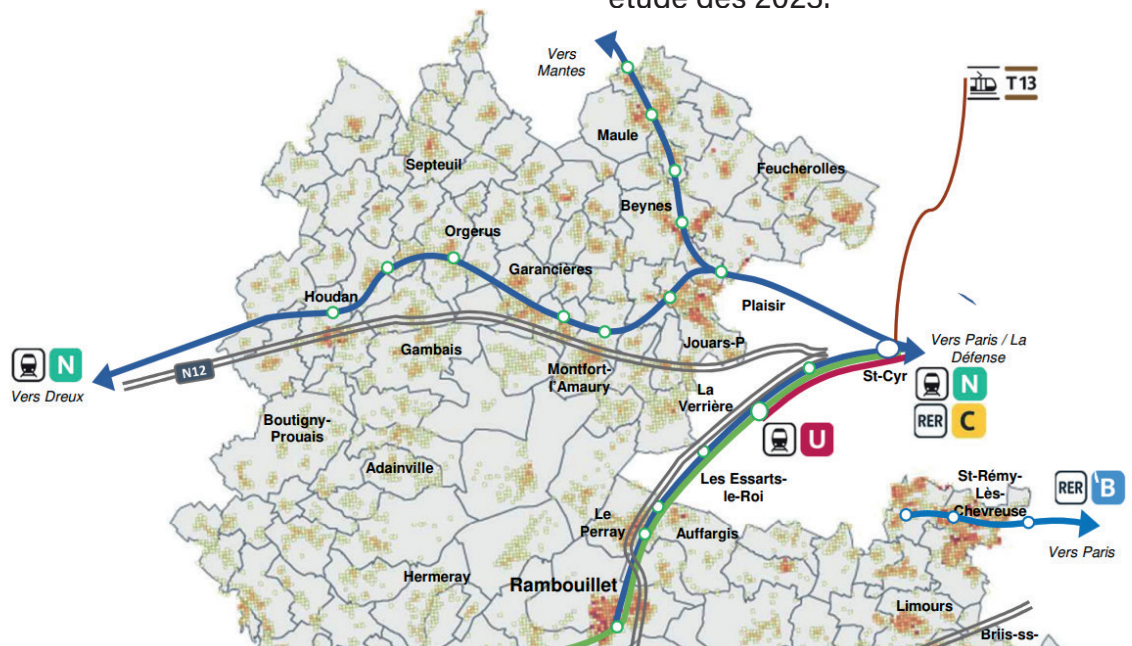 étude dès 2025.
Vers
Mantes
T13
Maule
Septeuil
Feucherolles
Beynes
Orgerus
Garancières
Houdan
Plaisir
Jouars-P
Gambais
N12
N
Vers Dreux
Montfort-
l'Amaury
La
Verrière
St-Cyr
Vers Paris / La
Défense
N
RER C
U
Boutigny-
Prouais
Adainville
Les Essarts-
le-Roi
St-Rémy-
Lès-
Chevreuse
RER B
Vers Paris
Le
Perray
Auffargis
Hermeray
Rambouillet
Limours
Briis-ss-